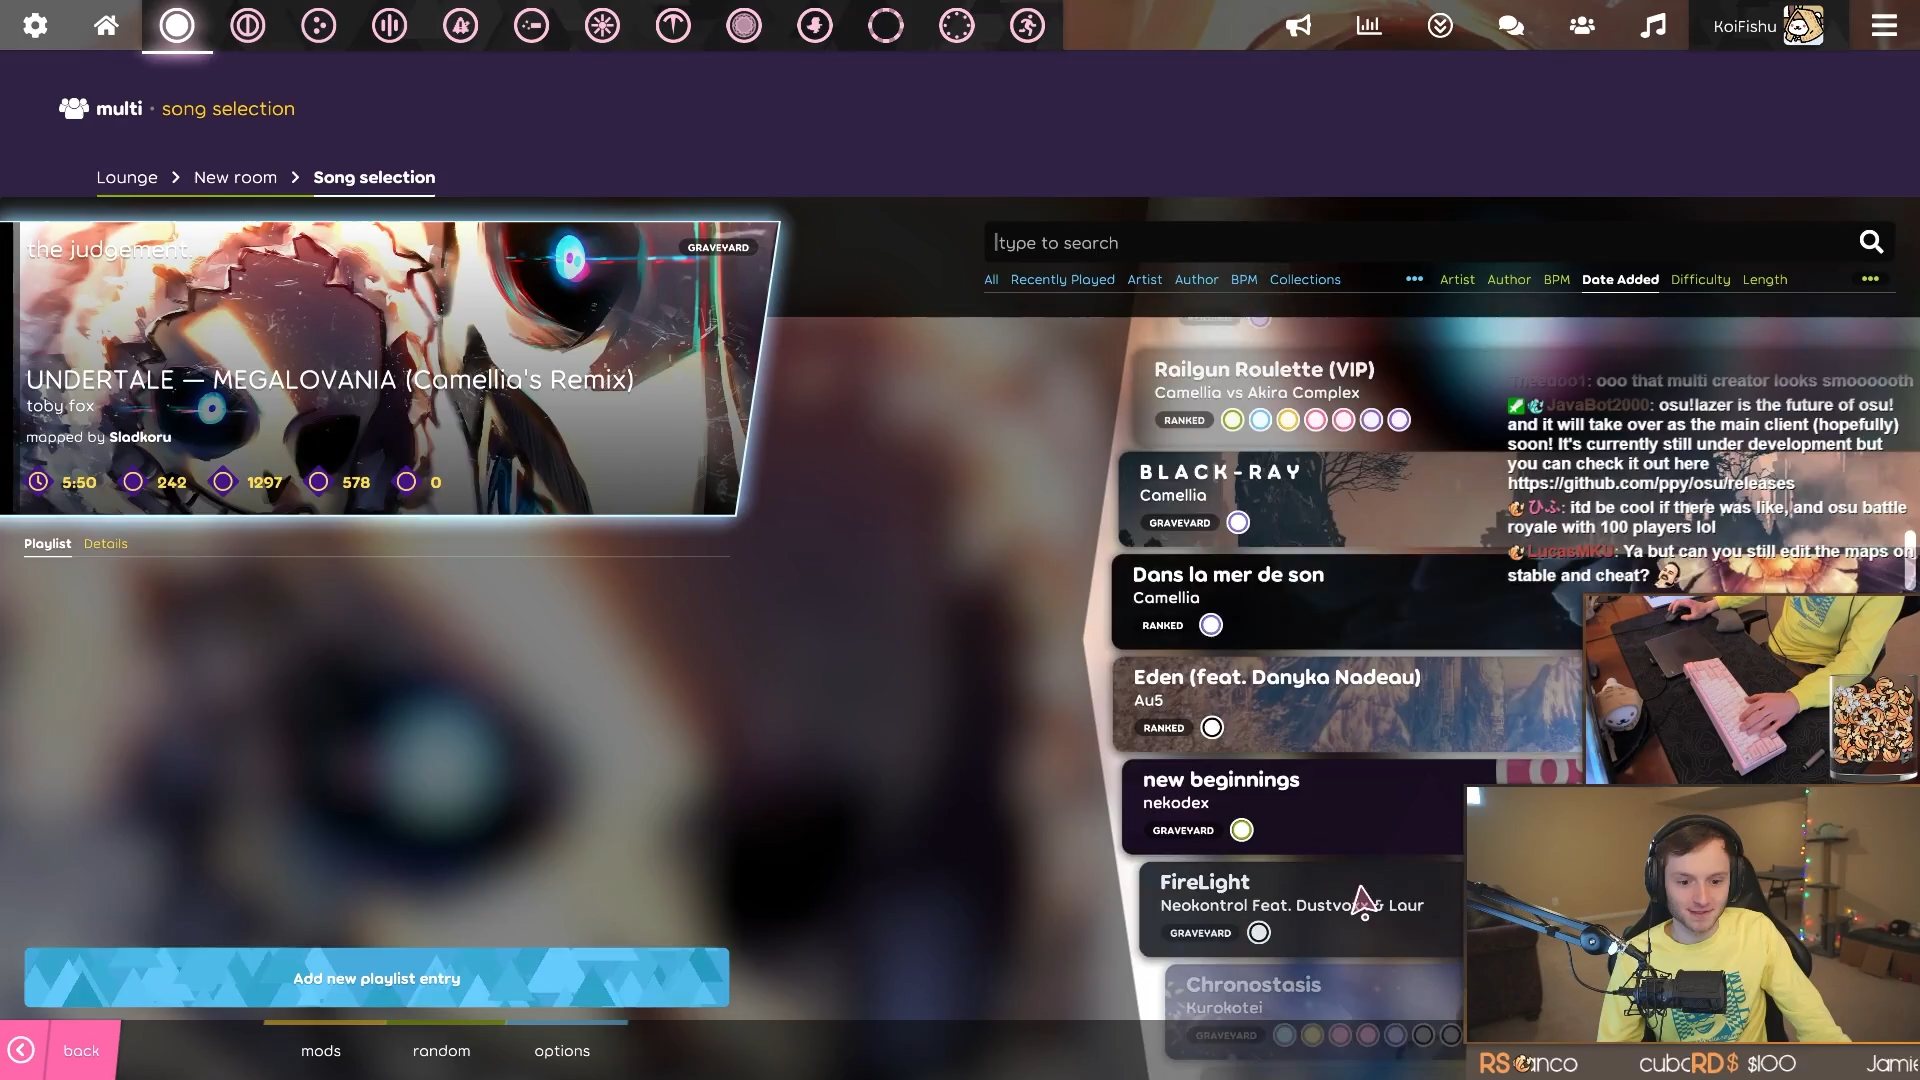 KoiFishu
multi • song selection
Lounge > New room > Song selection
the judgement.
GRAVEYARD
UNDERTALE — MEGALOVANIA (Camellia's Remix)
toby fox
mapped by Sladkoru
5:50 242 1297 578 0
Playlist Details
Add new playlist entry
back
mods random options
type to search
All Recently Played Artist Author BPM Collections ••• Artist Author BPM Date Added Difficulty Length •••
Railgun Roulette (VIP)
Camellia vs Akira Complex
RANKED
B L A C K - R A Y
Camellia
GRAVEYARD
Dans la mer de son
Camellia
RANKED
Eden (feat. Danyka Nadeau)
Au5
RANKED
new beginnings
nekodex
GRAVEYARD
FireLight
Neokontrol Feat. Dustvoxx & Laur
GRAVEYARD
Chronostasis
Kurokotei
GRAVEYARD
: ooo that multi creator looks smoooooth
JavaBot2000: osu!lazer is the future of osu!
and it will take over as the main client (hopefully)
soon! It's currently still under development but
you can check it out here
https://github.com/ppy/osu/releases
ひふ: itd be cool if there was like, and osu battle
royale with 100 players lol
LucasMKU: Ya but can you still edit the maps on
stable and cheat?
$100